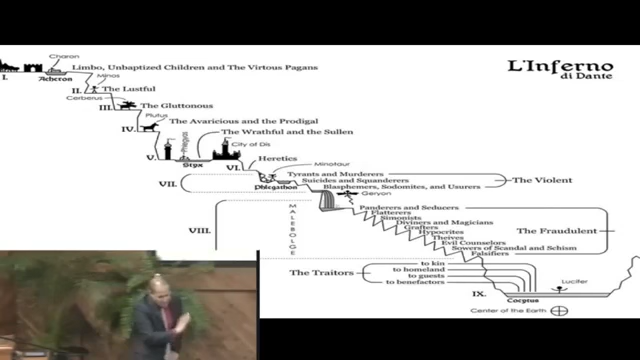 L'Inferno
di Dante
Charon
Limbo, Unbaptized Children and The Virtous Pagans
I.
Acheron
Minos
II.
The Lustful
Cerberus
III.
The Gluttonous
Plutus
IV.
The Avaricious and the Prodigal
The Wrathful and the Sullen
Phlegyas
City of Dis
V.
Styx
VI.
Heretics
Minotaur
VII.
Phlegathon
Tyrants and Murderers
Suicides and Squanderers
Blasphemers, Sodomites, and Usurers
The Violent
Geryon
VIII.
MALEBOLGE
Panderers and Seducers
Flatterers
Simonists
Diviners and Magicians
Grafters
Hypocrites
Theives
Evil Counselors
Sowers of Scandal and Schism
Falsifiers
The Fraudulent
The Traitors
to kin
to homeland
to guests
to benefactors
IX.
Cocytus
Lucifer
Center of the Earth